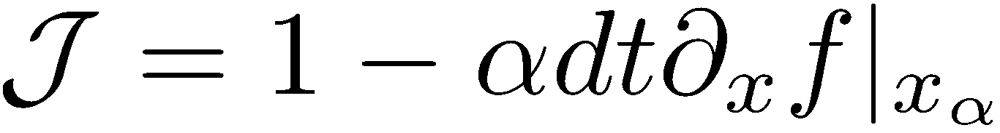 𝒥 = 1 − αdt∂ₓf|_{x_α}